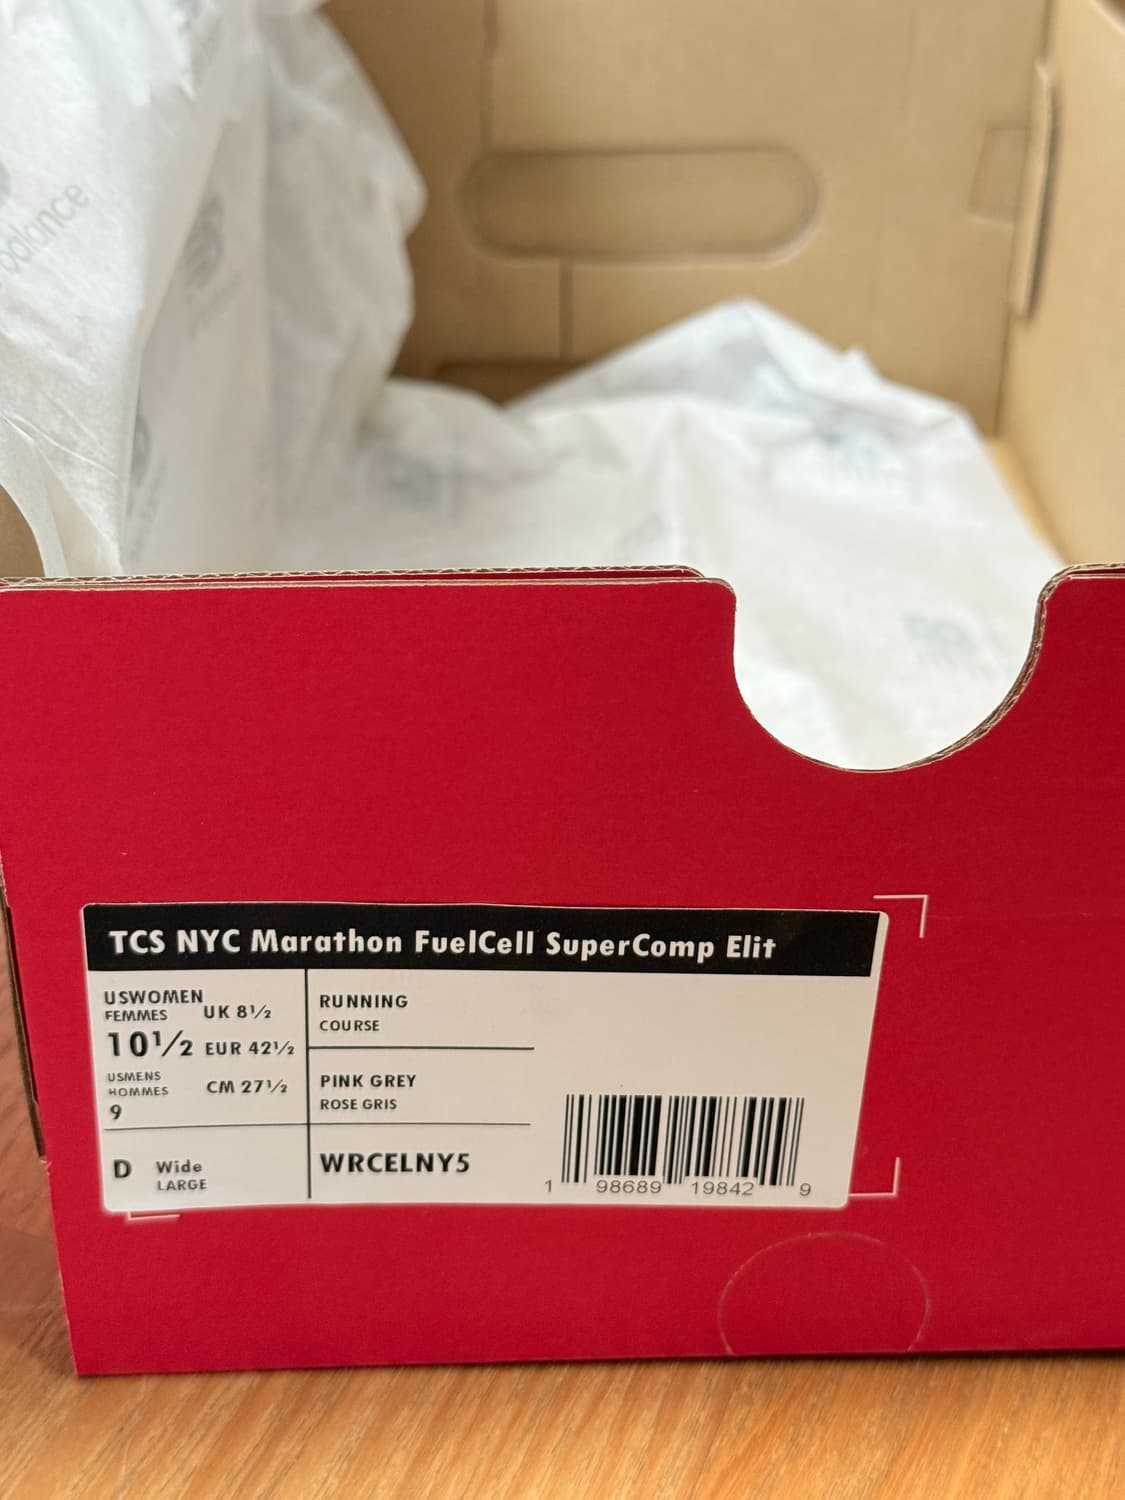 balance
TCS NYC Marathon FuelCell SuperComp Elit
USWOMEN
FEMMES
UK 8½
10½ EUR 42½
USMENS
HOMMES
CM 27½
9
D Wide
LARGE
RUNNING
COURSE
PINK GREY
ROSE GRIS
WRCELNY5
1 98689 19842 9